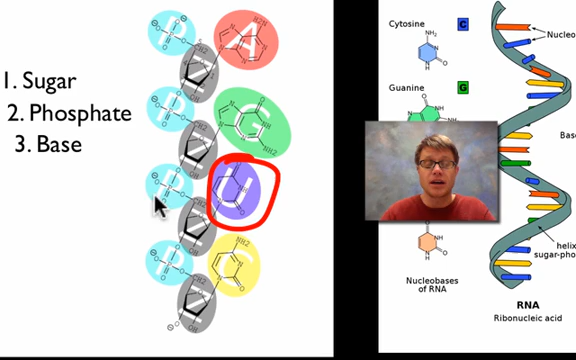 1. Sugar
2. Phosphate
3. Base
A
G
U
C
Cytosine
C
Guanine
G
Nucleobases
of RNA
Nucleo
Base
helix
sugar-pho
RNA
Ribonucleic acid